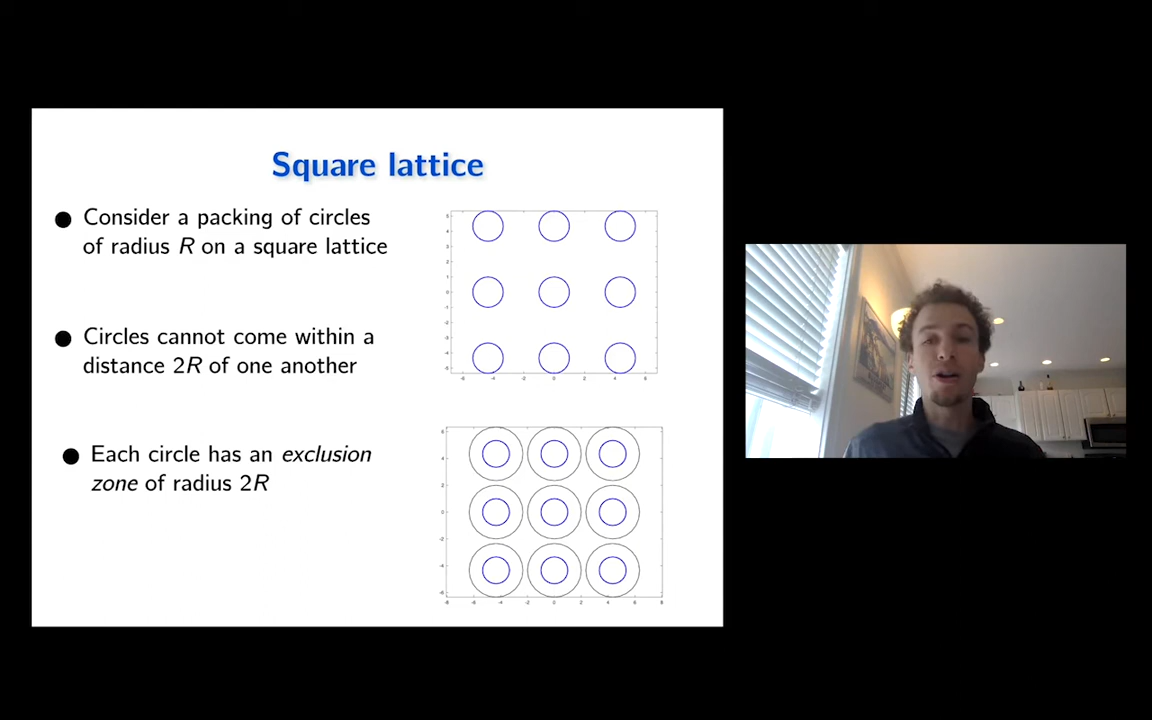 Square lattice
● Consider a packing of circles
of radius R on a square lattice
● Circles cannot come within a
distance 2R of one another
● Each circle has an exclusion
zone of radius 2R